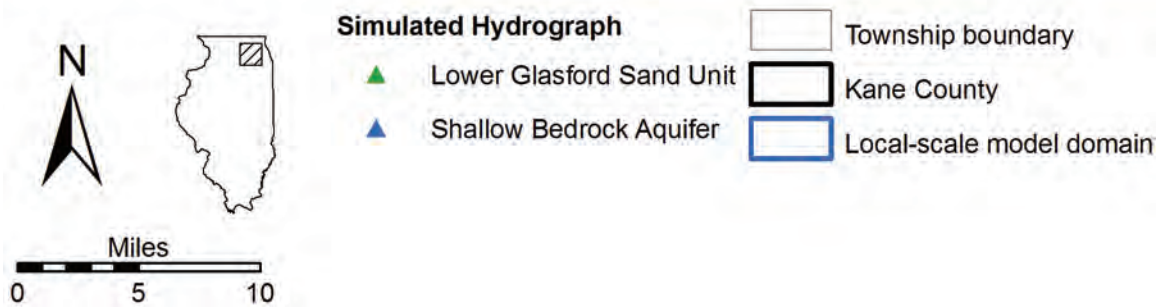 N
Miles
0 5 10
Simulated Hydrograph
Lower Glasford Sand Unit
Shallow Bedrock Aquifer
Township boundary
Kane County
Local-scale model domain